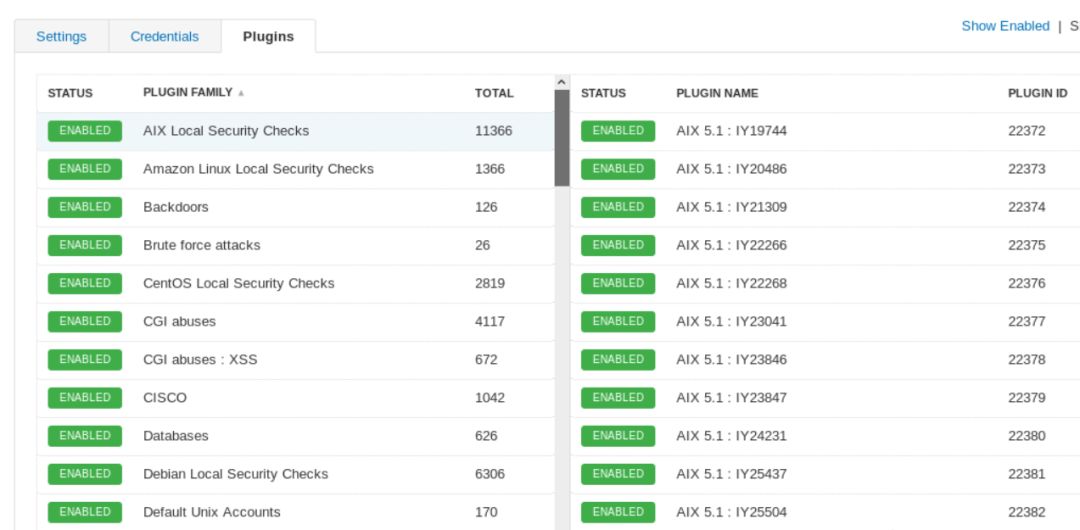 Settings Credentials Plugins Show Enabled | S
STATUS PLUGIN FAMILY ▲ TOTAL STATUS PLUGIN NAME PLUGIN ID
ENABLED AIX Local Security Checks 11366 ENABLED AIX 5.1 : IY19744 22372
ENABLED Amazon Linux Local Security Checks 1366 ENABLED AIX 5.1 : IY20486 22373
ENABLED Backdoors 126 ENABLED AIX 5.1 : IY21309 22374
ENABLED Brute force attacks 26 ENABLED AIX 5.1 : IY22266 22375
ENABLED CentOS Local Security Checks 2819 ENABLED AIX 5.1 : IY22268 22376
ENABLED CGI abuses 4117 ENABLED AIX 5.1 : IY23041 22377
ENABLED CGI abuses : XSS 672 ENABLED AIX 5.1 : IY23846 22378
ENABLED CISCO 1042 ENABLED AIX 5.1 : IY23847 22379
ENABLED Databases 626 ENABLED AIX 5.1 : IY24231 22380
ENABLED Debian Local Security Checks 6306 ENABLED AIX 5.1 : IY25437 22381
ENABLED Default Unix Accounts 170 ENABLED AIX 5.1 : IY25504 22382